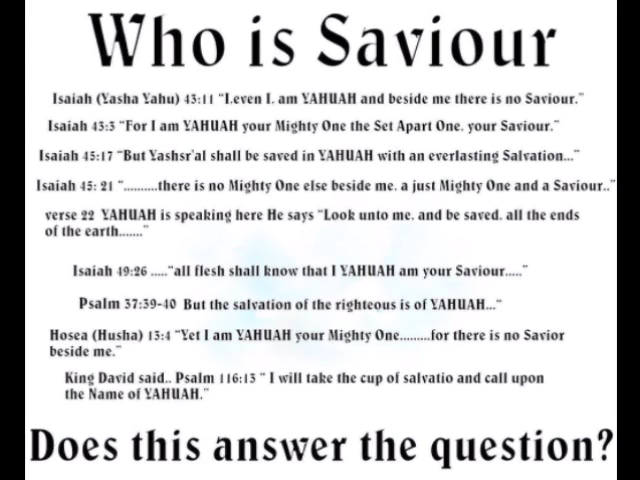 Who is Saviour
Isaiah (Yasha Yahu) 43:11 "I,even I, am YAHUAH and beside me there is no Saviour."
Isaiah 43:3 "For I am YAHUAH your Mighty One the Set Apart One, your Saviour."
Isaiah 45:17 "But Yashsr'al shall be saved in YAHUAH with an everlasting Salvation..."
Isaiah 45: 21 "..........there is no Mighty One else beside me, a just Mighty One and a Saviour.."
verse 22 YAHUAH is speaking here He says "Look unto me, and be saved, all the ends
of the earth......."
Isaiah 49:26 ....."all flesh shall know that I YAHUAH am your Saviour....."
Psalm 37:39-40 But the salvation of the righteous is of YAHUAH..."
Hosea (Husha) 13:4 "Yet I am YAHUAH your Mighty One.........for there is no Savior
beside me."
King David said.. Psalm 116:13 " I will take the cup of salvatio and call upon
the Name of YAHUAH."
Does this answer the question?